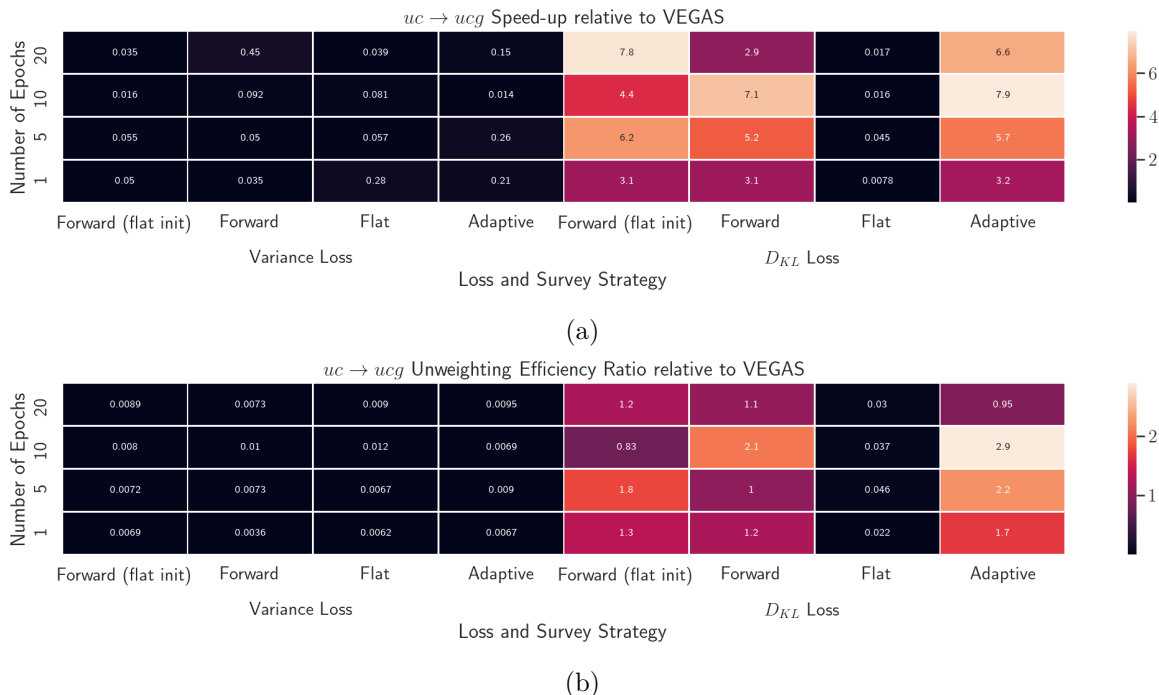 uc → ucg Speed-up relative to VEGAS
Number of Epochs
20 0.035 0.45 0.039 0.15 7.8 2.9 0.017 6.6
10 0.016 0.092 0.081 0.014 4.4 7.1 0.016 7.9
5 0.055 0.05 0.057 0.26 6.2 5.2 0.045 5.7
1 0.05 0.035 0.28 0.21 3.1 3.1 0.0078 3.2
6
4
2
Forward (flat init) Forward Flat Adaptive Forward (flat init) Forward Flat Adaptive
Variance Loss D_{KL} Loss
Loss and Survey Strategy
(a)
uc → ucg Unweighting Efficiency Ratio relative to VEGAS
Number of Epochs
20 0.0089 0.0073 0.009 0.0095 1.2 1.1 0.03 0.95
10 0.008 0.01 0.012 0.0069 0.83 2.1 0.037 2.9
5 0.0072 0.0073 0.0067 0.009 1.8 1 0.046 2.2
1 0.0069 0.0036 0.0062 0.0067 1.3 1.2 0.022 1.7
2
1
Forward (flat init) Forward Flat Adaptive Forward (flat init) Forward Flat Adaptive
Variance Loss D_{KL} Loss
Loss and Survey Strategy
(b)